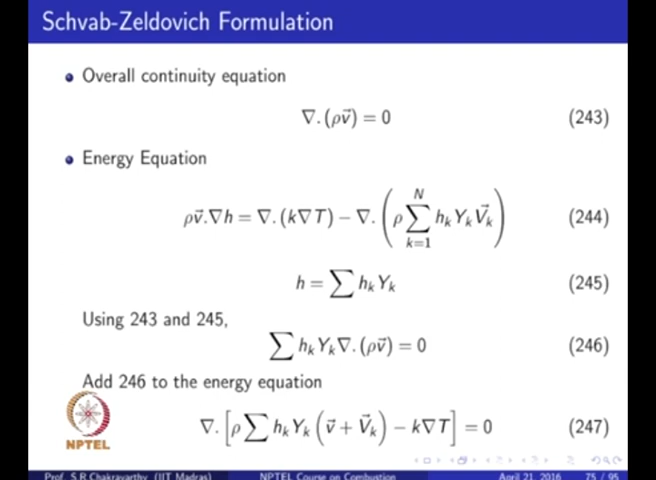 Schvab-Zeldovich Formulation
Overall continuity equation
∇.(ρv⃗) = 0 (243)
Energy Equation
ρv⃗.∇h = ∇.(k∇T) − ∇.(ρ∑_{k=1}^{N} h_k Y_k V⃗_k) (244)
h = ∑ h_k Y_k (245)
Using 243 and 245,
∑ h_k Y_k ∇.(ρv⃗) = 0 (246)
Add 246 to the energy equation
∇.[ρ∑ h_k Y_k (v⃗ + V⃗_k) − k∇T] = 0 (247)
NPTEL
Prof. S.R.Chakravarthy (IIT Madras) NPTEL Course on Combustion April 21, 2016 75 / 95